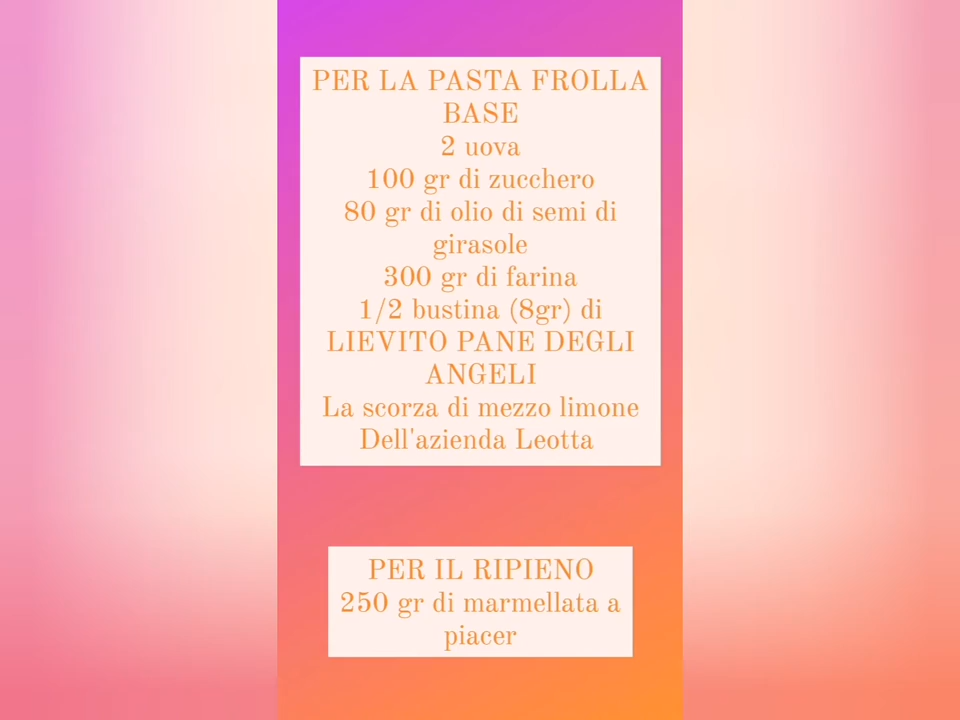 PER LA PASTA FROLLA
BASE
2 uova
100 gr di zucchero
80 gr di olio di semi di
girasole
300 gr di farina
1/2 bustina (8gr) di
LIEVITO PANE DEGLI
ANGELI
La scorza di mezzo limone
Dell'azienda Leotta
PER IL RIPIENO
250 gr di marmellata a
piacer